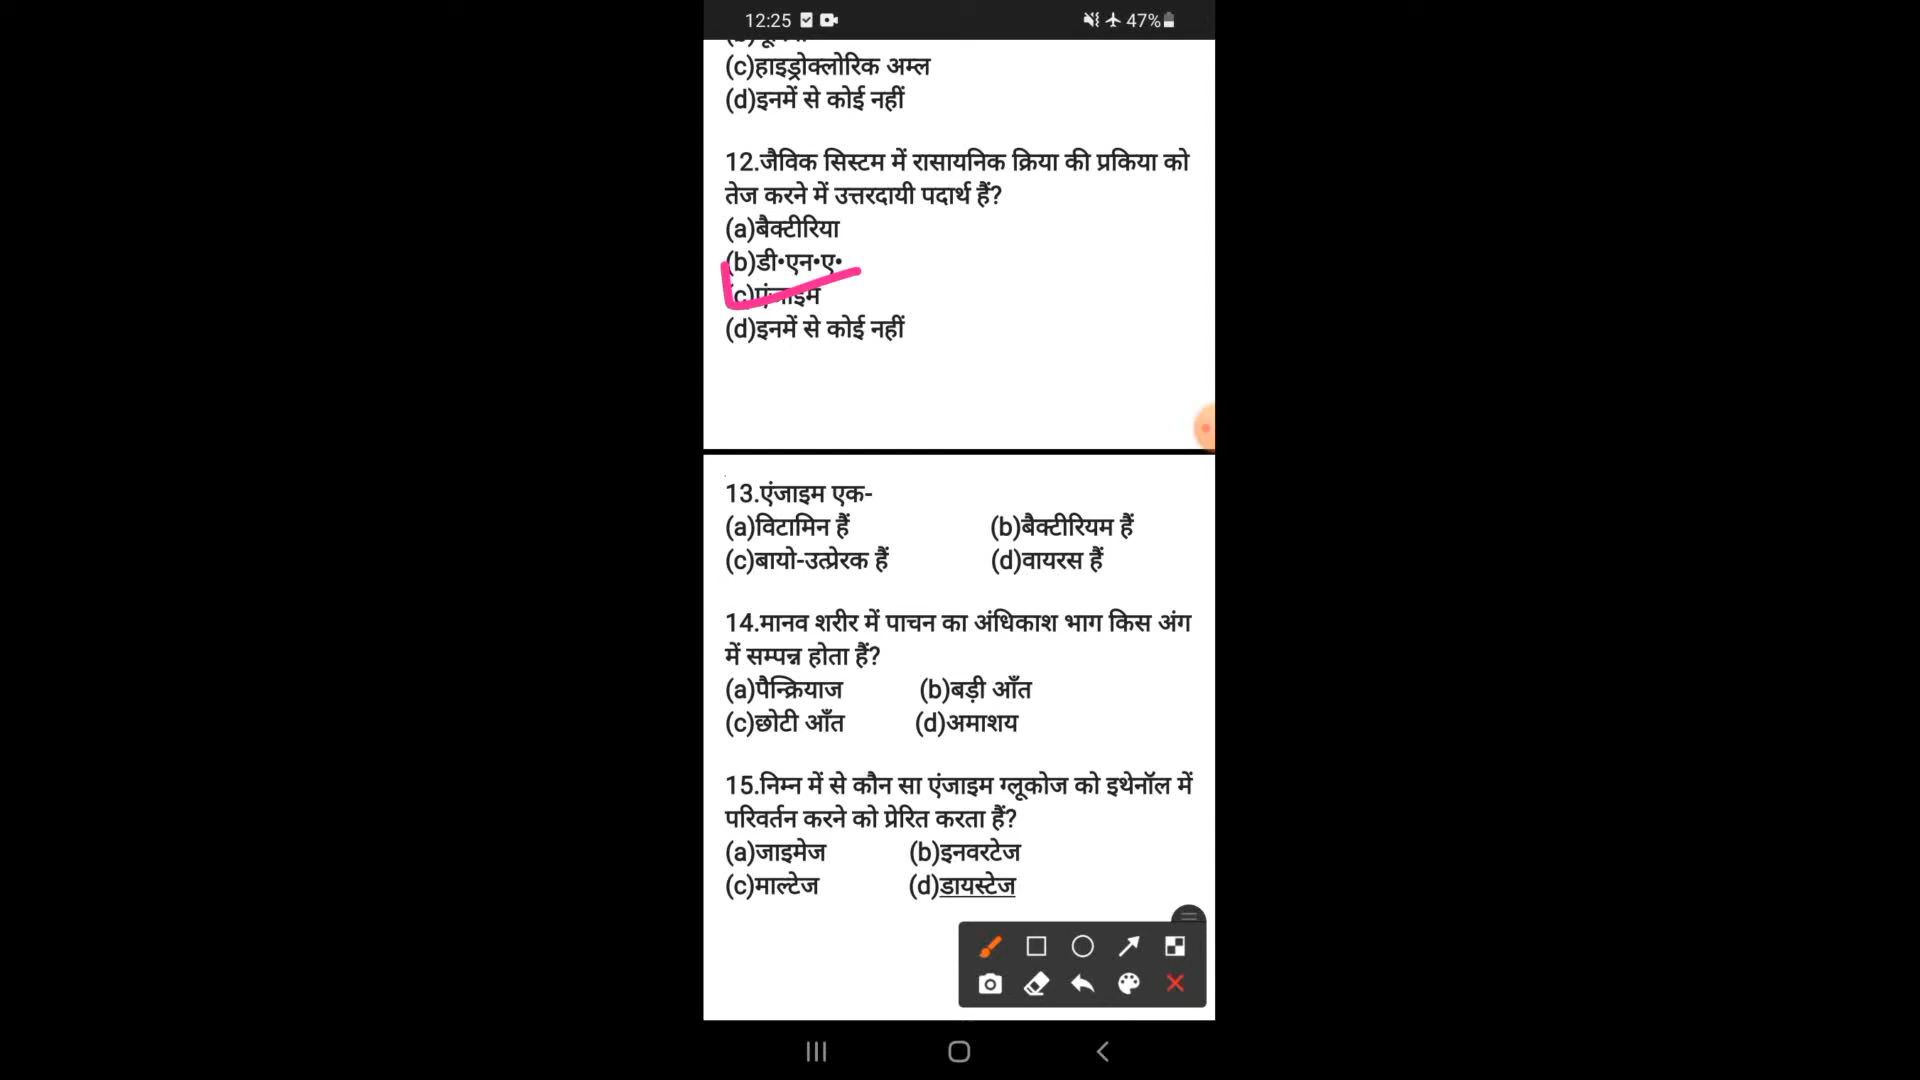 12:25
47%
(c)हाइड्रोक्लोरिक अम्ल
(d)इनमें से कोई नहीं
12.जैविक सिस्टम में रासायनिक क्रिया की प्रकिया को
तेज करने में उत्तरदायी पदार्थ हैं?
(a)बैक्टीरिया
(b)डी•एन•ए•
(c)एंजाइम
(d)इनमें से कोई नहीं
13.एंजाइम एक-
(a)विटामिन हैं (b)बैक्टीरियम हैं
(c)बायो-उत्प्रेरक हैं (d)वायरस हैं
14.मानव शरीर में पाचन का अंधिकाश भाग किस अंग
में सम्पन्न होता हैं?
(a)पैन्क्रियाज (b)बड़ी आँत
(c)छोटी आँत (d)अमाशय
15.निम्न में से कौन सा एंजाइम ग्लूकोज को इथेनॉल में
परिवर्तन करने को प्रेरित करता हैं?
(a)जाइमेज (b)इनवरटेज
(c)माल्टेज (d)डायस्टेज